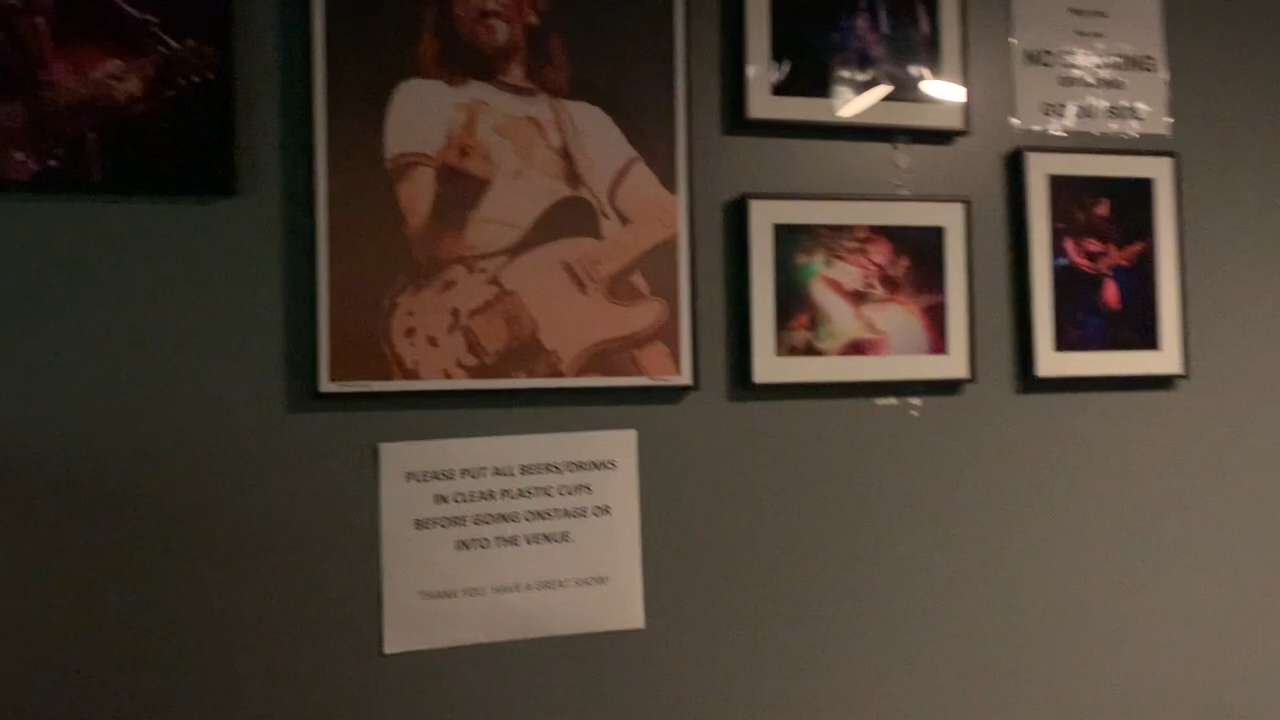 NO
PLEASE PUT ALL BEERS/DRINKS
IN CLEAR PLASTIC CUPS
BEFORE GOING ONSTAGE OR
INTO THE VENUE.
THANK YOU, HAVE A GREAT SHOW!